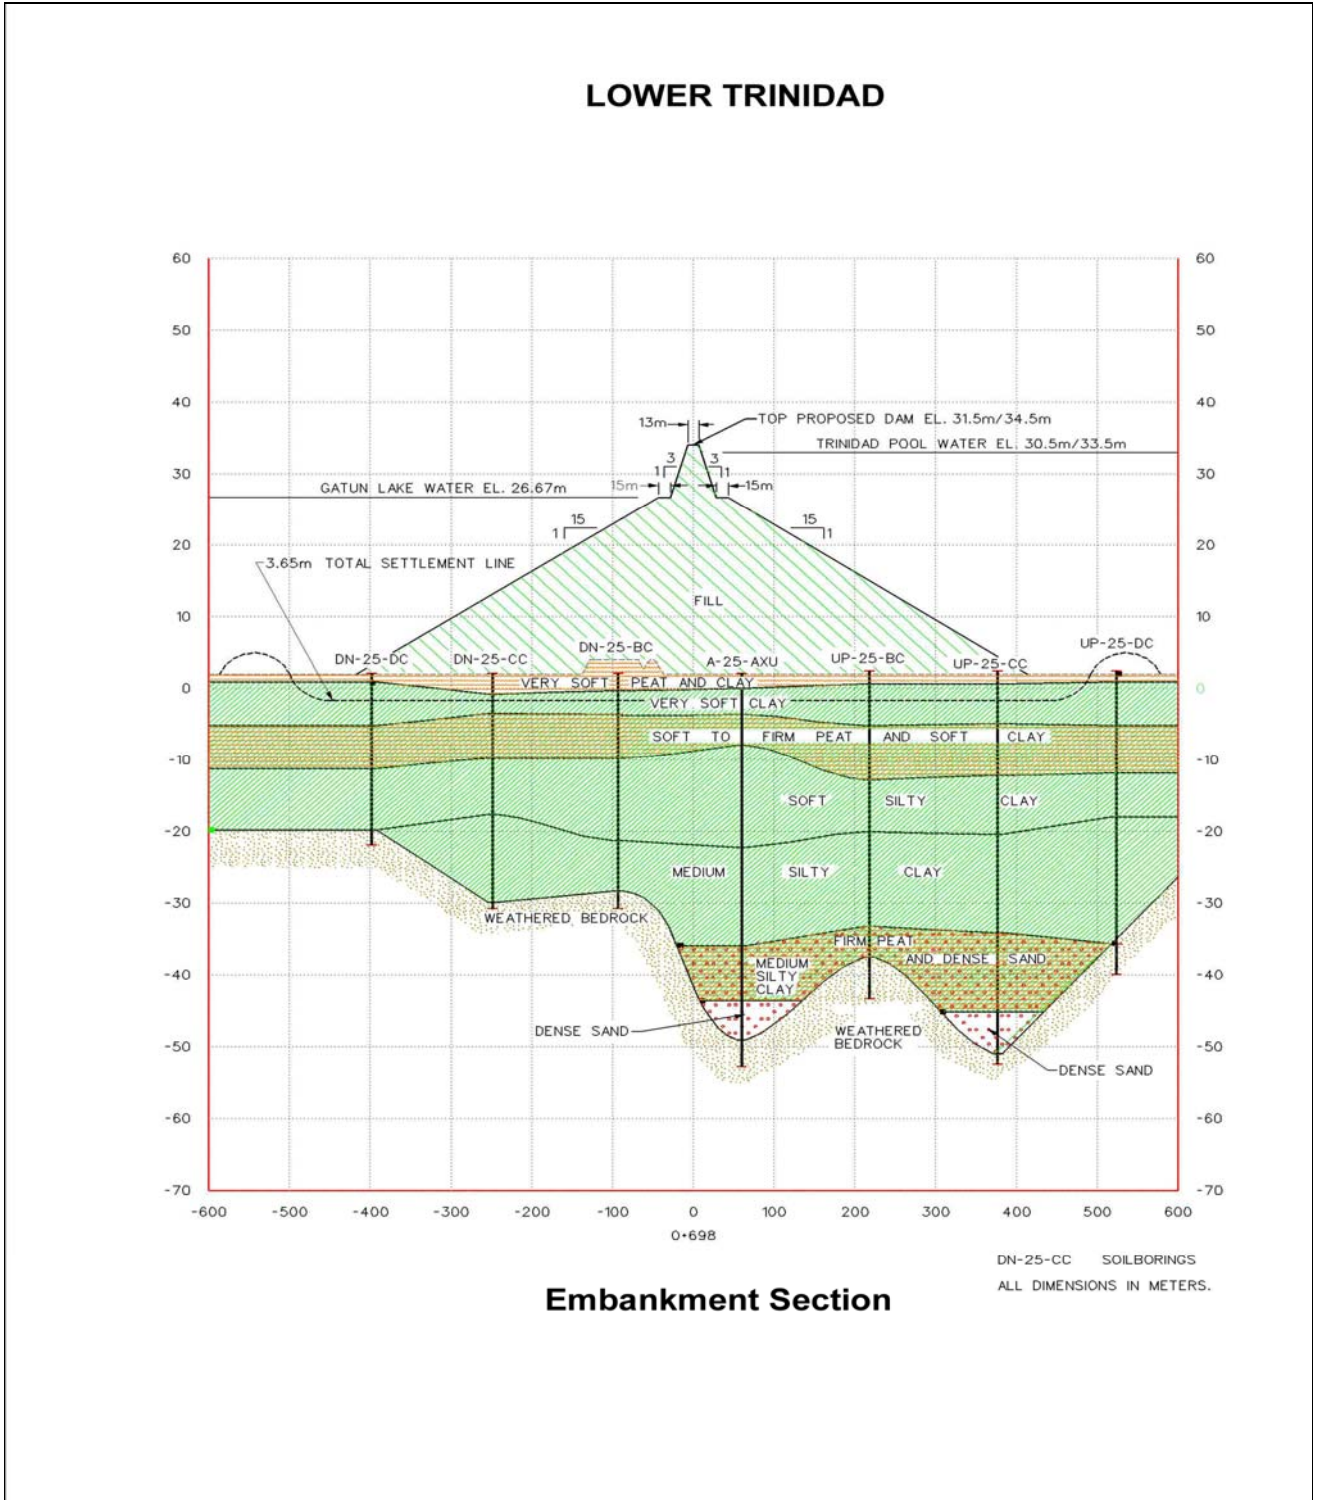 LOWER TRINIDAD
60 60
50 50
40 40
13m
TOP PROPOSED DAM EL. 31.5m/34.5m
TRINIDAD POOL WATER EL. 30.5m/33.5m
3 3
1 1
30 30
15m 15m
GATUN LAKE WATER EL. 26.67m
15 15
1 1
20 20
3.65m TOTAL SETTLEMENT LINE
FILL
10 10
DN-25-DC DN-25-CC DN-25-BC A-25-AXU UP-25-BC UP-25-CC UP-25-DC
VERY SOFT PEAT AND CLAY
0 0
VERY SOFT CLAY
SOFT TO FIRM PEAT AND SOFT CLAY
-10 -10
SOFT SILTY CLAY
-20 -20
MEDIUM SILTY CLAY
-30 -30
WEATHERED BEDROCK
FIRM PEAT
AND DENSE SAND
MEDIUM
SILTY
CLAY
-40 -40
DENSE SAND
WEATHERED
BEDROCK
-50 -50
DENSE SAND
-60 -60
-70 -70
-600 -500 -400 -300 -200 -100 0 100 200 300 400 500 600
0+698
DN-25-CC SOILBORINGS
ALL DIMENSIONS IN METERS.
Embankment Section